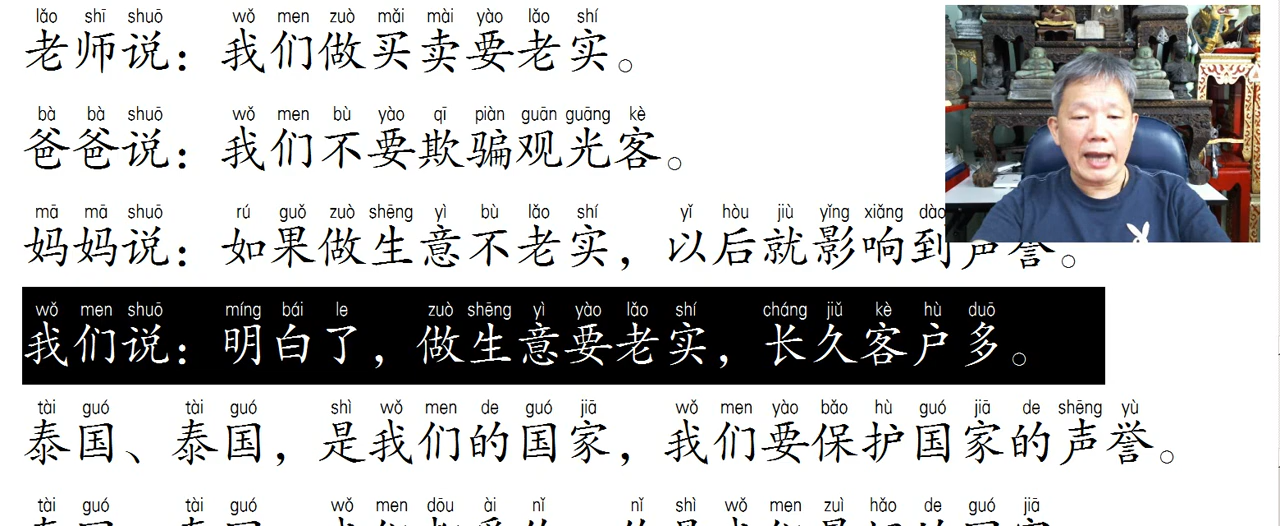 lǎo shī shuō wǒ men zuò mǎi mài yào lǎo shí
老师说：我们做买卖要老实。
bà bà shuō wǒ men bù yào qī piàn guān guāng kè
爸爸说：我们不要欺骗观光客。
mā mā shuō rú guǒ zuò shēng yì bù lǎo shí yǐ hòu jiù yǐng xiǎng
妈妈说：如果做生意不老实，以后就影响到声誉。
wǒ men shuō míng bái le zuò shēng yì yào lǎo shí cháng jiǔ kè hù duō
我们说：明白了，做生意要老实，长久客户多。
tài guó tài guó shì wǒ men de guó jiā wǒ men yào bǎo hù guó jiā de shēng yù
泰国、泰国，是我们的国家，我们要保护国家的声誉。
tài guó tài guó wǒ men dōu ài nǐ nǐ shì wǒ men zuì hǎo de guó jiā